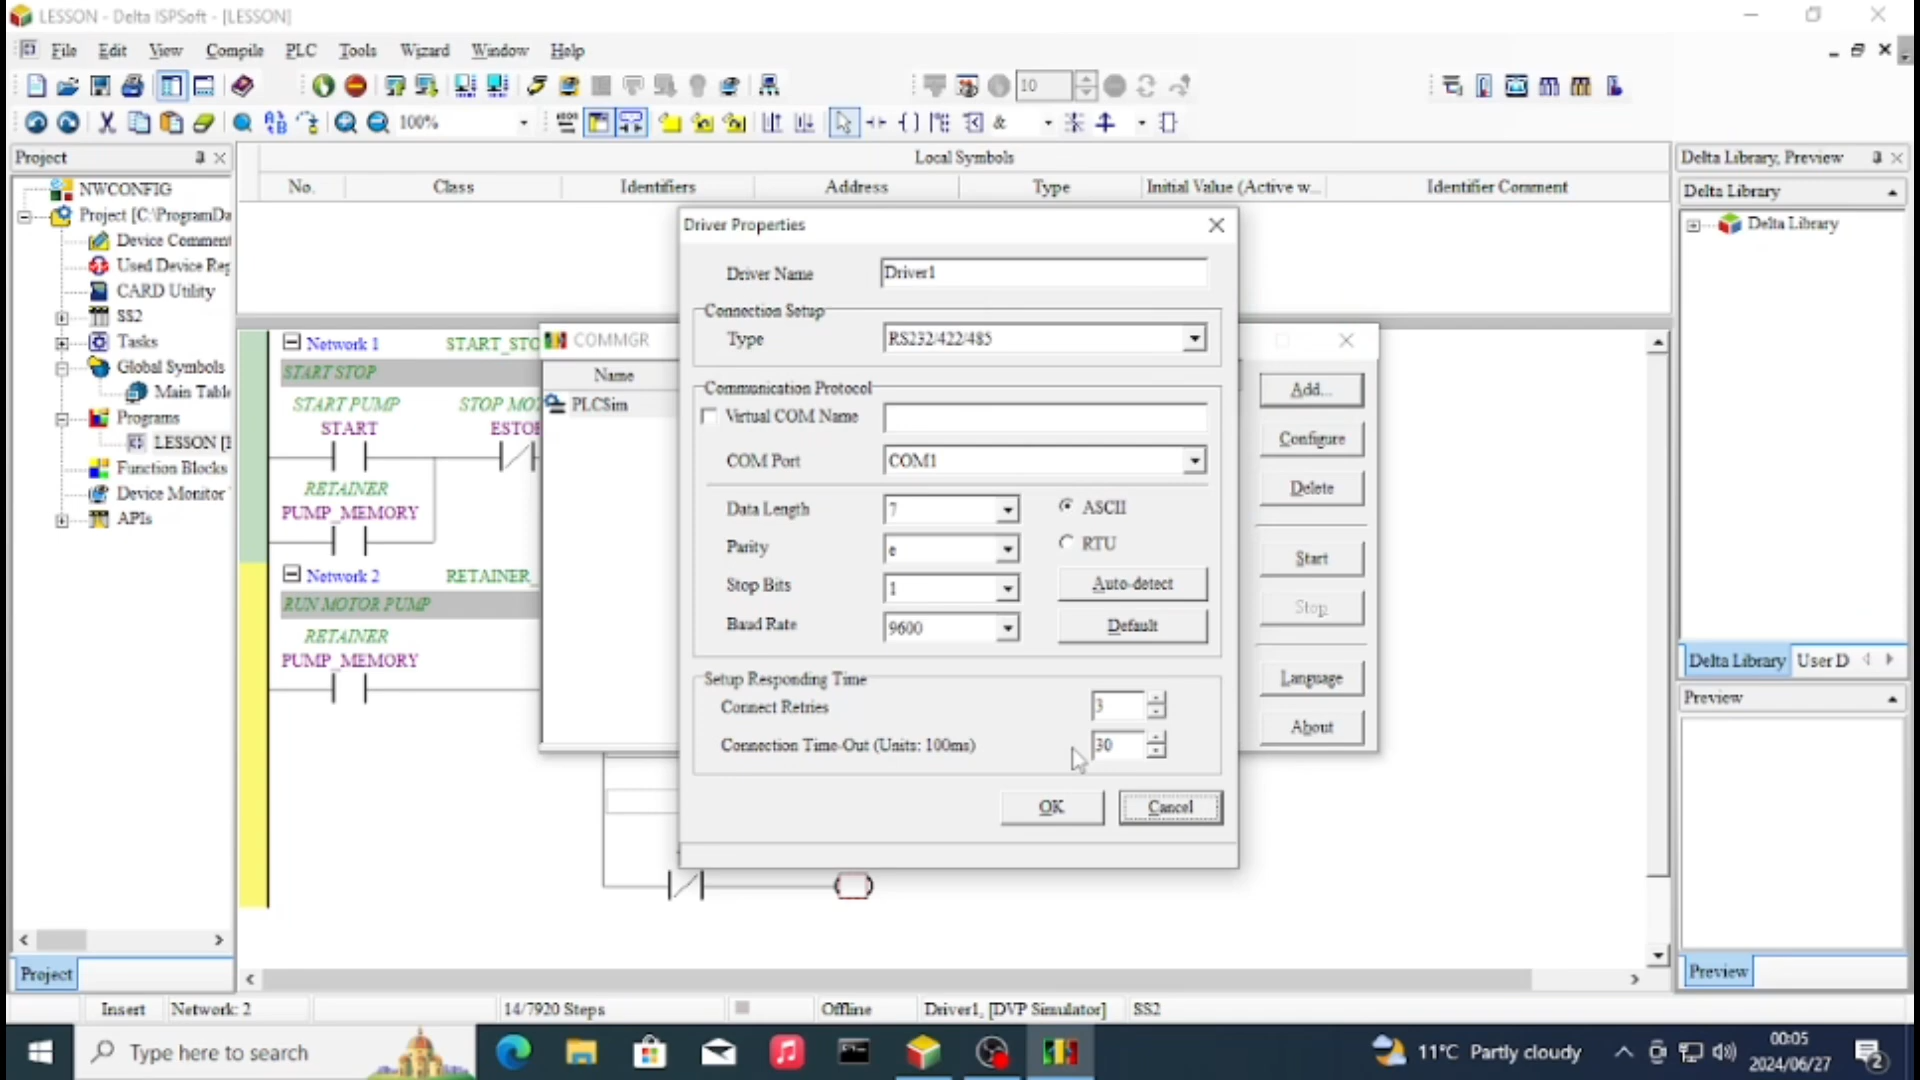 LESSON - Delta ISPSoft - [LESSON]
File Edit View Compile PLC Tools Wizard Window Help
10
100%
Project
NWCONFIG
Project [C:\ProgramDa
Device Comment
Used Device Rep
CARD Utility
SS2
Tasks
Global Symbols
Main Table
Programs
LESSON [
Function Blocks
Device Monitor
APIs
Project
Local Symbols
No. Class Identifiers Address Type Initial Value (Active w... Identifier Comment
Network 1 START_STO
START STOP
START PUMP STOP MO
START ESTO
RETAINER
PUMP_MEMORY
Network 2 RETAINER_
RUN MOTOR PUMP
RETAINER
PUMP_MEMORY
COMMGR
Name
PLCSim
Add...
Configure
Delete
Start
Stop
Language
About
Driver Properties
Driver Name Driver1
Connection Setup
Type RS232/422/485
Communication Protocol
Virtual COM Name
COM Port COM1
Data Length 7 ASCII
Parity e RTU
Stop Bits 1 Auto-detect
Baud Rate 9600 Default
Setup Responding Time
Connect Retries 3
Connection Time-Out (Units: 100ms) 30
OK Cancel
Delta Library, Preview
Delta Library
Delta Library
Delta Library User D
Preview
Preview
Insert Network: 2 14/7920 Steps Offline Driver1, [DVP Simulator] SS2
Type here to search
11°C Partly cloudy
00:05
2024/06/27
2